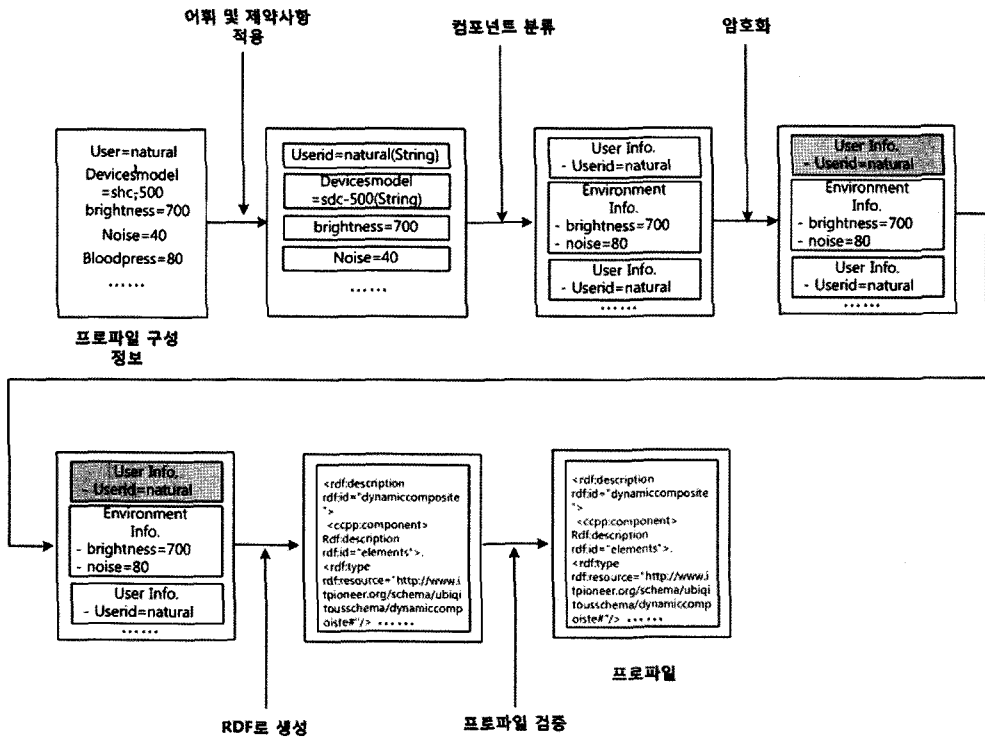 어휘 및 제약사항
적용
컴포넌트 분류
암호화
User=natural
Devicesmodel
=shc-500
brightness=700
Noise=40
Bloodpress=80
......
프로파일 구성
정보
Userid=natural(String)
Devicesmodel
=sdc-500(String)
brightness=700
Noise=40
......
User Info.
- Userid=natural
Environment
Info.
- brightness=700
- noise=80
User Info.
- Userid=natural
......
User Info.
- Userid=natural
Environment
Info.
- brightness=700
- noise=80
User Info.
- Userid=natural
......
User Info.
- Userid=natural
Environment
Info.
- brightness=700
- noise=80
User Info.
- Userid=natural
......
<rdf:description
rdf:id="dynamiccomposite
">
<ccpp:component>
Rdf:description
rdf:id="elements">.
<rdf:type
rdf:resource="http://www.i
tpioneer.org/schema/ubiqi
tousschema/dynamiccomp
oiste#"/> ......
<rdf:description
rdf:id="dynamiccomposite
">
<ccpp:component>
Rdf:description
rdf:id="elements">.
<rdf:type
rdf:resource="http://www.i
tpioneer.org/schema/ubiqi
tousschema/dynamiccomp
oiste#"/> ......
프로파일
RDF로 생성
프로파일 검증